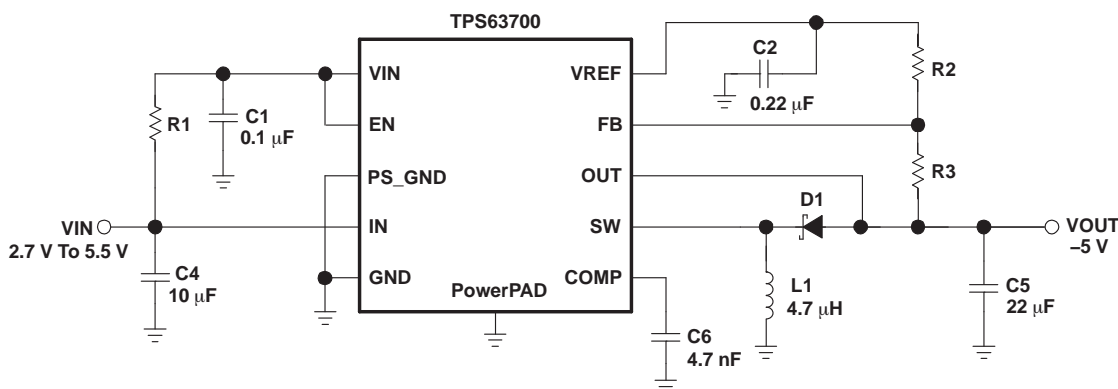 TPS63700
VIN
EN
PS_GND
IN
GND
VREF
FB
OUT
SW
COMP
PowerPAD
R1
C1
0.1 μF
VIN
2.7 V To 5.5 V
C4
10 μF
C2
0.22 μF
R2
R3
D1
L1
4.7 μH
C6
4.7 nF
VOUT
–5 V
C5
22 μF